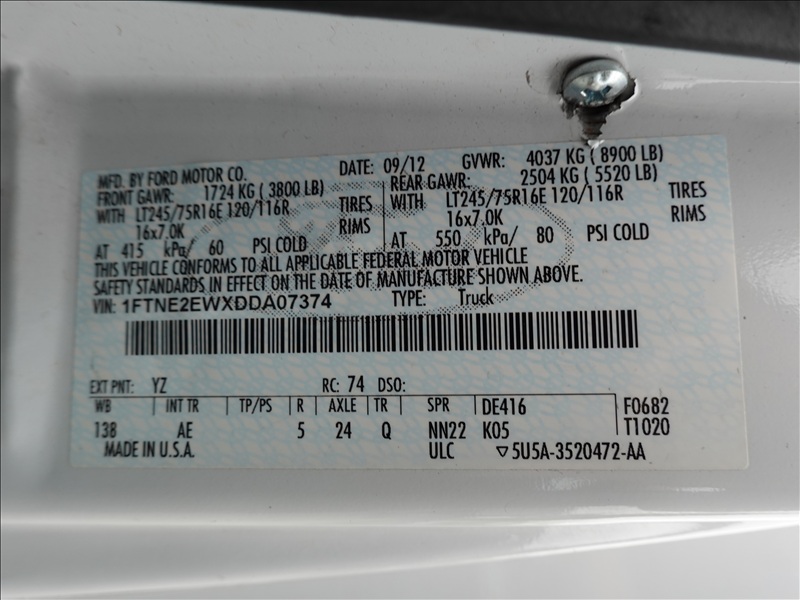 MFD. BY FORD MOTOR CO. DATE: 09/12 GVWR: 4037 KG ( 8900 LB)
FRONT GAWR: 1724 KG ( 3800 LB) REAR GAWR: 2504 KG ( 5520 LB)
WITH LT245/75R16E 120/116R TIRES WITH LT245/75R16E 120/116R TIRES
16x7.0K RIMS 16x7.0K RIMS
AT 415 kPa/ 60 PSI COLD AT 550 kPa/ 80 PSI COLD
THIS VEHICLE CONFORMS TO ALL APPLICABLE FEDERAL MOTOR VEHICLE
SAFETY STANDARDS IN EFFECT ON THE DATE OF MANUFACTURE SHOWN ABOVE.
VIN: 1FTNE2EWXDDA07374 TYPE: Truck
EXT PNT: YZ RC: 74 DSO:
WB INT TR TP/PS R AXLE TR SPR DE416 F0682
138 AE 5 24 Q NN22 K05 T1020
MADE IN U.S.A. ULC ▽5U5A-3520472-AA